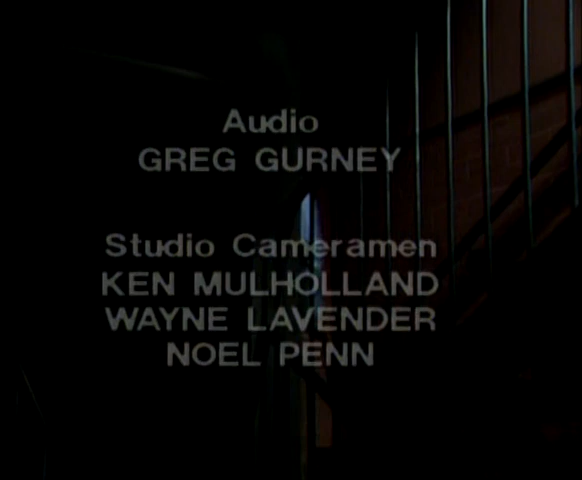 Audio
GREG GURNEY
Studio Cameramen
KEN MULHOLLAND
WAYNE LAVENDER
NOEL PENN